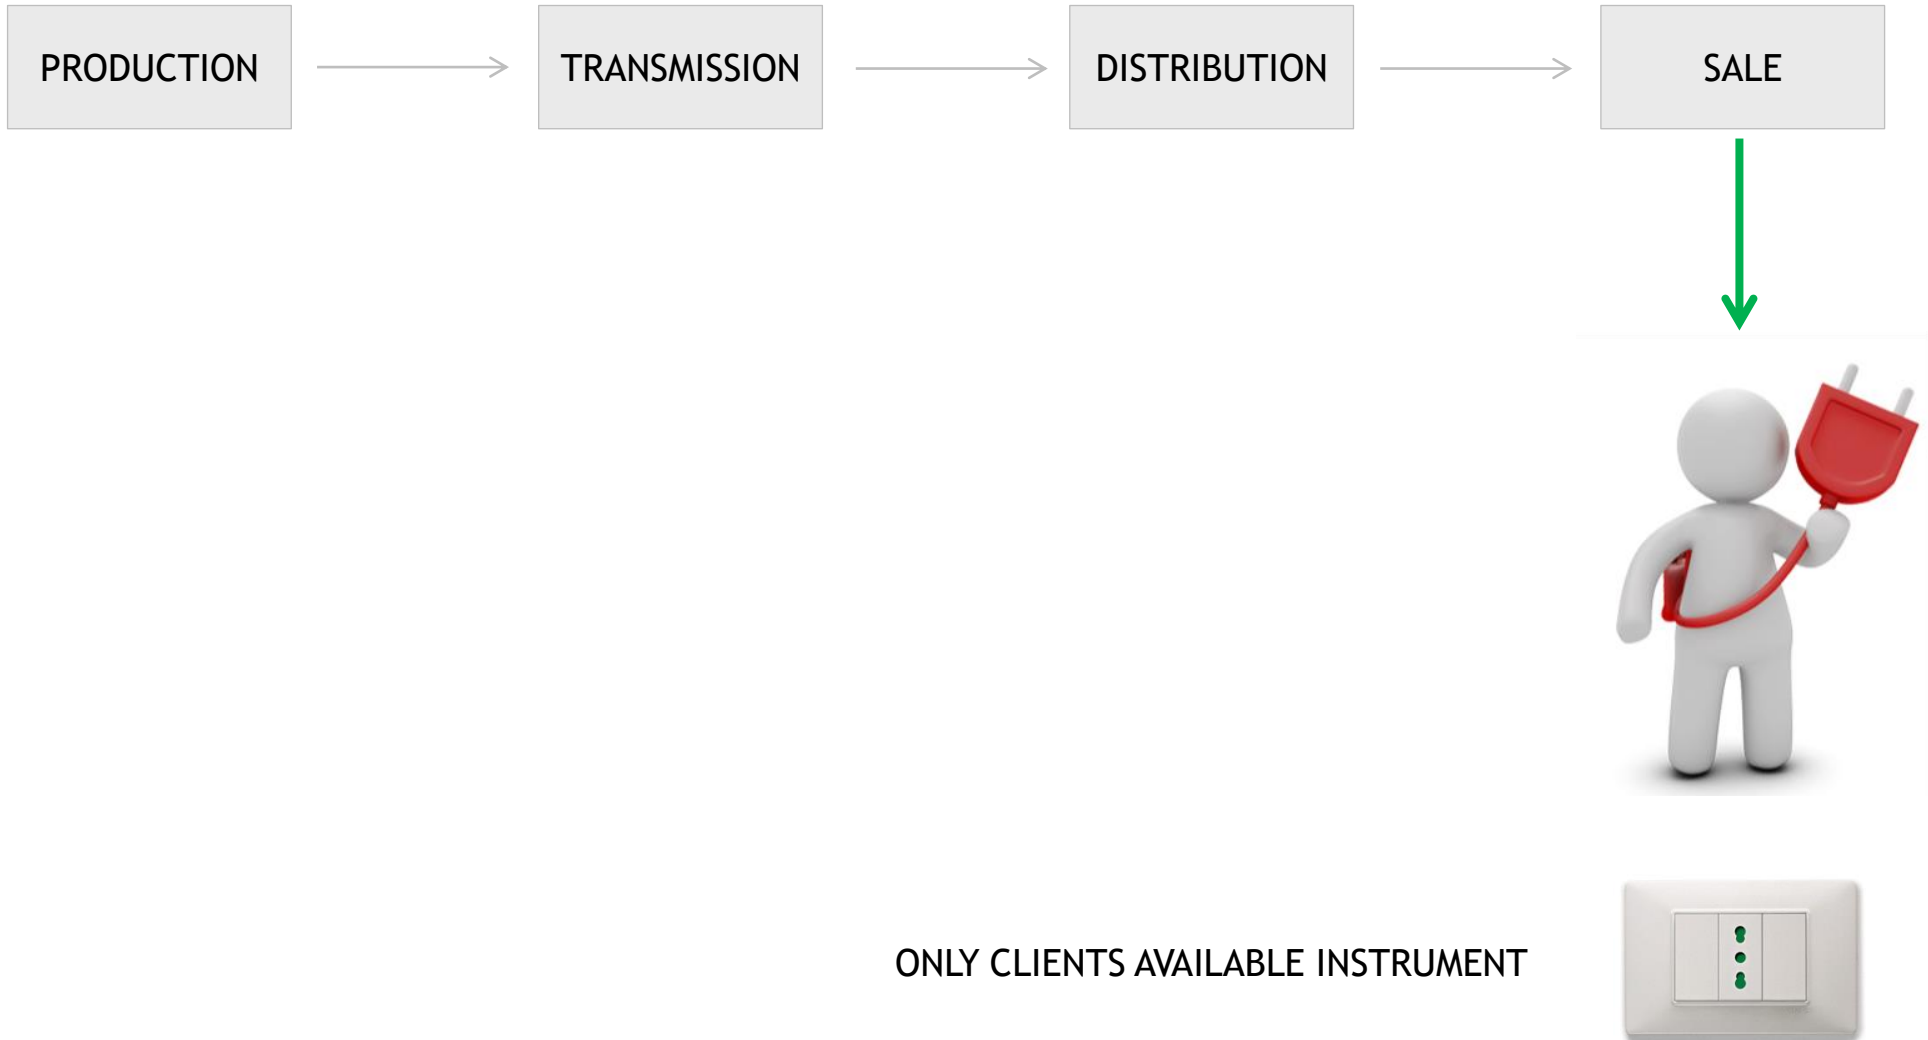 PRODUCTION
TRANSMISSION
DISTRIBUTION
SALE
ONLY CLIENTS AVAILABLE INSTRUMENT